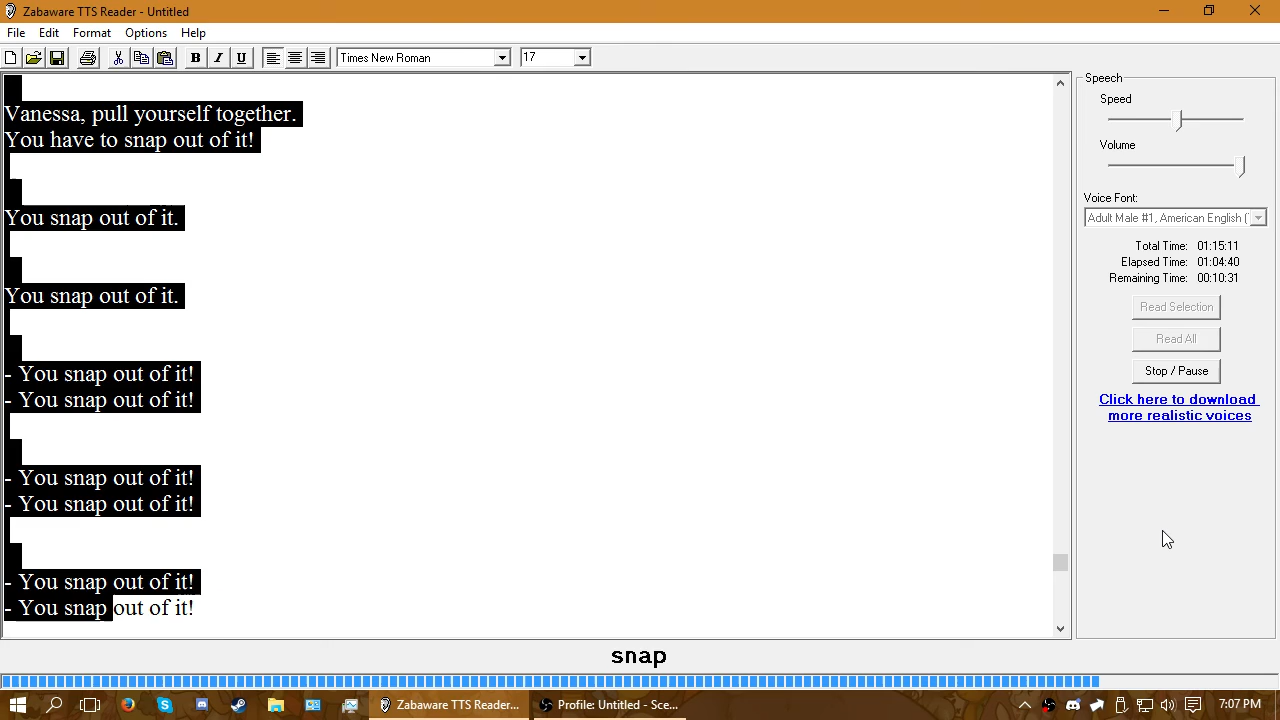 Zabaware TTS Reader - Untitled
File Edit Format Options Help
B I U Times New Roman 17
Vanessa, pull yourself together.
You have to snap out of it!
You snap out of it.
You snap out of it.
- You snap out of it!
- You snap out of it!
- You snap out of it!
- You snap out of it!
- You snap out of it!
- You snap out of it!
Speech
Speed
Volume
Voice Font:
Adult Male #1, American English (
Total Time: 01:15:11
Elapsed Time: 01:04:40
Remaining Time: 00:10:31
Read Selection
Read All
Stop / Pause
Click here to download
more realistic voices
snap
Zabaware TTS Reader... Profile: Untitled - Sce... 7:07 PM